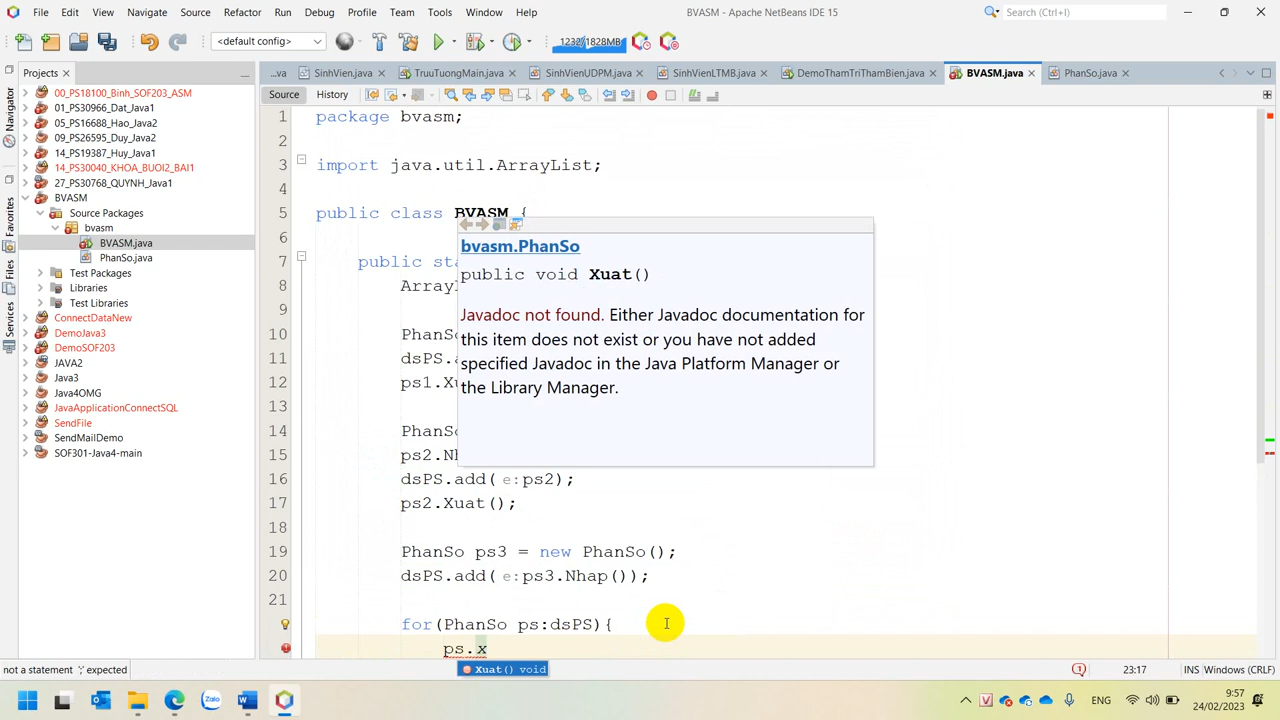 File Edit View Navigate Source Refactor Run Debug Profile Team Tools Window Help
BVASM - Apache NetBeans IDE 15
Search (Ctrl+I)
<default config>
1232/1828MB
Projects
...va SinhVien.java TruuTuongMain.java SinhVienUDPM.java SinhVienLTMB.java DemoThamTriThamBien.java BVASM.java PhanSo.java
Source History
Navigator
Favorites
Files
Services
00_PS18100_Binh_SOF203_ASM
01_PS30966_Dat_Java1
05_PS16688_Hao_Java2
09_PS26595_Duy_Java2
14_PS19387_Huy_Java1
14_PS30040_KHOA_BUOI2_BAI1
27_PS30768_QUYNH_Java1
BVASM
Source Packages
bvasm
BVASM.java
PhanSo.java
Test Packages
Libraries
Test Libraries
ConnectDataNew
DemoJava3
DemoSOF203
JAVA2
Java3
Java4OMG
JavaApplicationConnectSQL
SendFile
SendMailDemo
SOF301-Java4-main
1 package bvasm;
2
3 import java.util.ArrayList;
4
5 public class BVASM {
6
7 public sta
8 ArrayL
9
10 PhanSo
11 dsPS.a
12 ps1.Xu
13
14 PhanSo
15 ps2.Nh
16 dsPS.add( e:ps2);
17 ps2.Xuat();
18
19 PhanSo ps3 = new PhanSo();
20 dsPS.add( e:ps3.Nhap());
21
for(PhanSo ps:dsPS){
ps.x
bvasm.PhanSo
public void Xuat()
Javadoc not found. Either Javadoc documentation for
this item does not exist or you have not added
specified Javadoc in the Java Platform Manager or
the Library Manager.
Xuat() void
not a statement ';' expected
1
23:17
INS
Windows (CRLF)
Zalo
ENG
9:57
24/02/2023